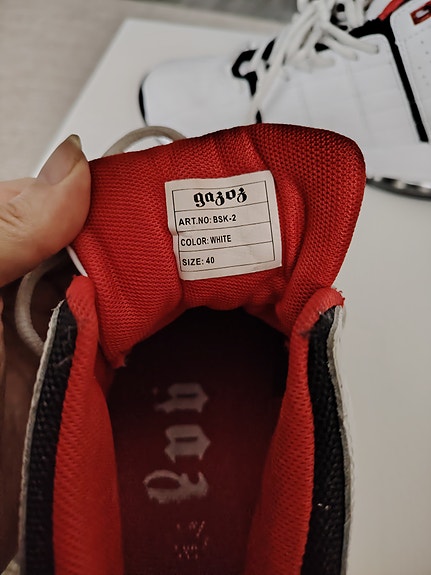 gazoz
ART.NO: BSK-2
COLOR: WHITE
SIZE: 40